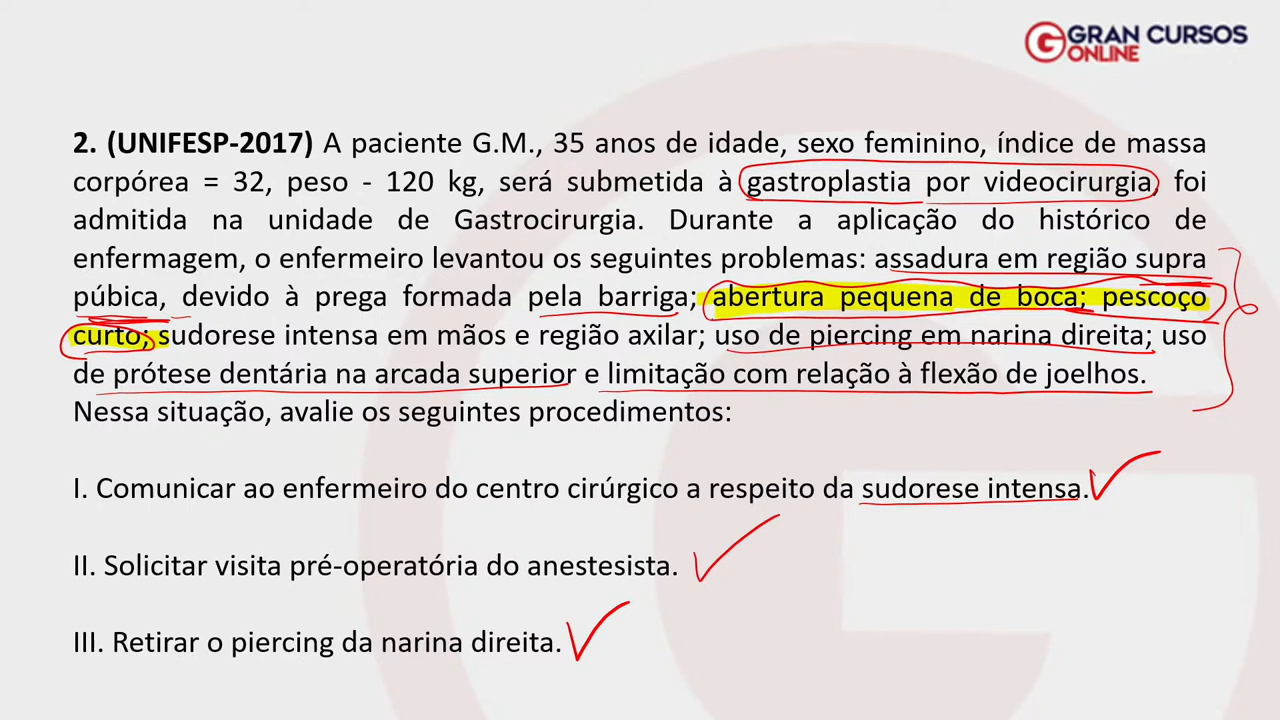 GRAN CURSOS
ONLINE
2. (UNIFESP-2017) A paciente G.M., 35 anos de idade, sexo feminino, índice de massa
corpórea = 32, peso - 120 kg, será submetida à gastroplastia por videocirurgia, foi
admitida na unidade de Gastrocirurgia. Durante a aplicação do histórico de
enfermagem, o enfermeiro levantou os seguintes problemas: assadura em região supra
púbica, devido à prega formada pela barriga; abertura pequena de boca; pescoço
curto; sudorese intensa em mãos e região axilar; uso de piercing em narina direita; uso
de prótese dentária na arcada superior e limitação com relação à flexão de joelhos.
Nessa situação, avalie os seguintes procedimentos:
I. Comunicar ao enfermeiro do centro cirúrgico a respeito da sudorese intensa.
II. Solicitar visita pré-operatória do anestesista.
III. Retirar o piercing da narina direita.